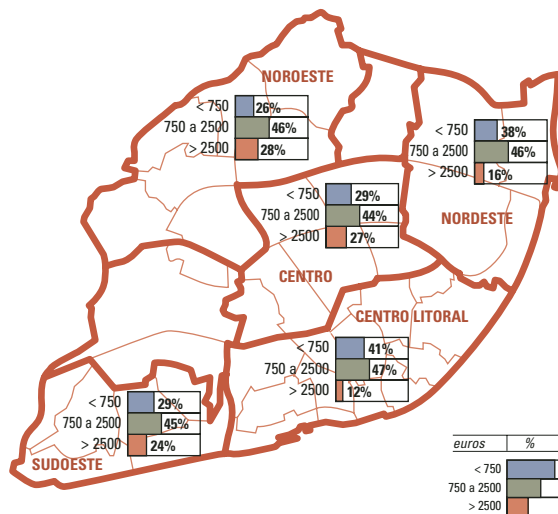 NOROESTE
< 750 26%
750 a 2500 46%
> 2500 28%
< 750 38%
750 a 2500 46%
> 2500 16%
NORDESTE
< 750 29%
750 a 2500 44%
> 2500 27%
CENTRO
CENTRO LITORAL
< 750 41%
750 a 2500 47%
> 2500 12%
< 750 29%
750 a 2500 45%
> 2500 24%
SUDOESTE
euros %
< 750
750 a 2500
> 2500